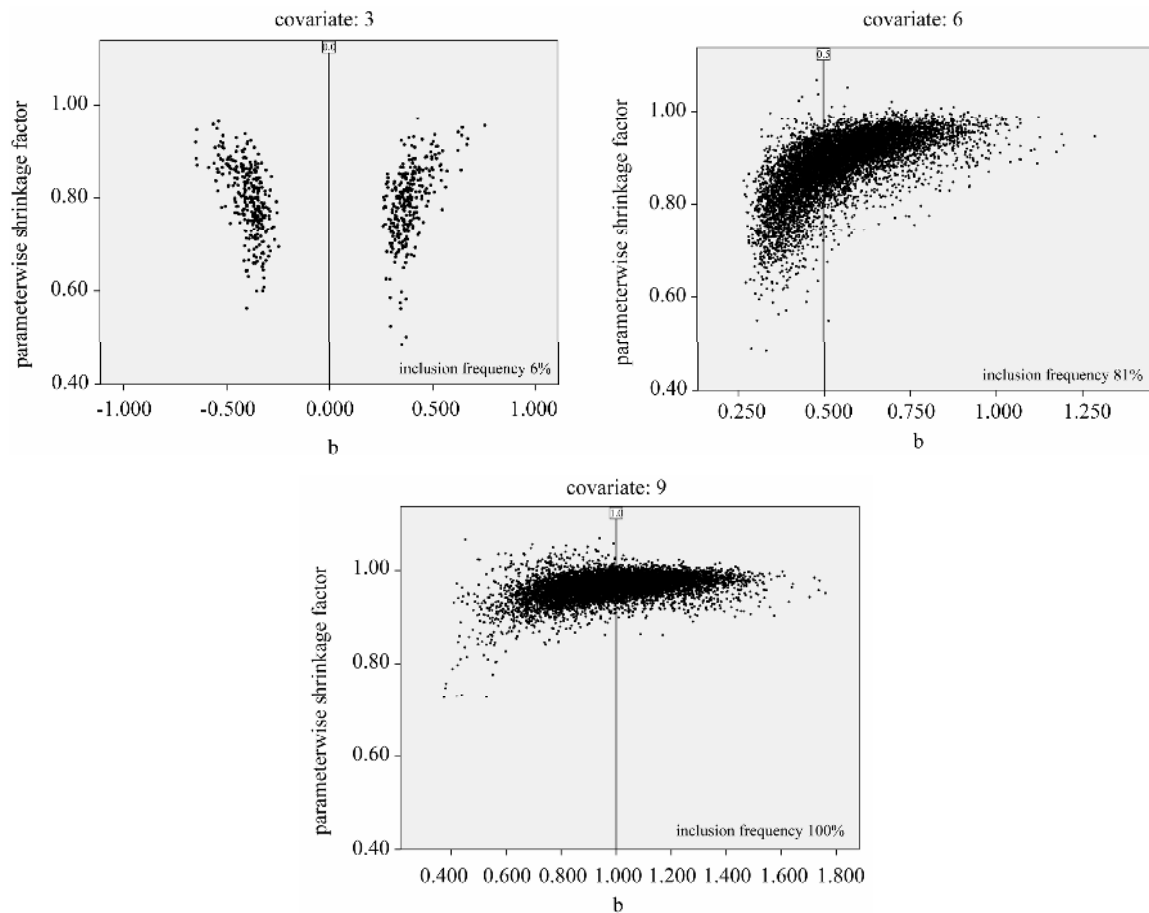 covariate: 3
0.0
parameterwise shrinkage factor
1.00
0.80
0.60
0.40
inclusion frequency 6%
-1.000 -0.500 0.000 0.500 1.000
b
covariate: 6
0.5
parameterwise shrinkage factor
1.00
0.80
0.60
0.40
inclusion frequency 81%
0.250 0.500 0.750 1.000 1.250
b
covariate: 9
1.0
parameterwise shrinkage factor
1.00
0.80
0.60
0.40
inclusion frequency 100%
0.400 0.600 0.800 1.000 1.200 1.400 1.600 1.800
b